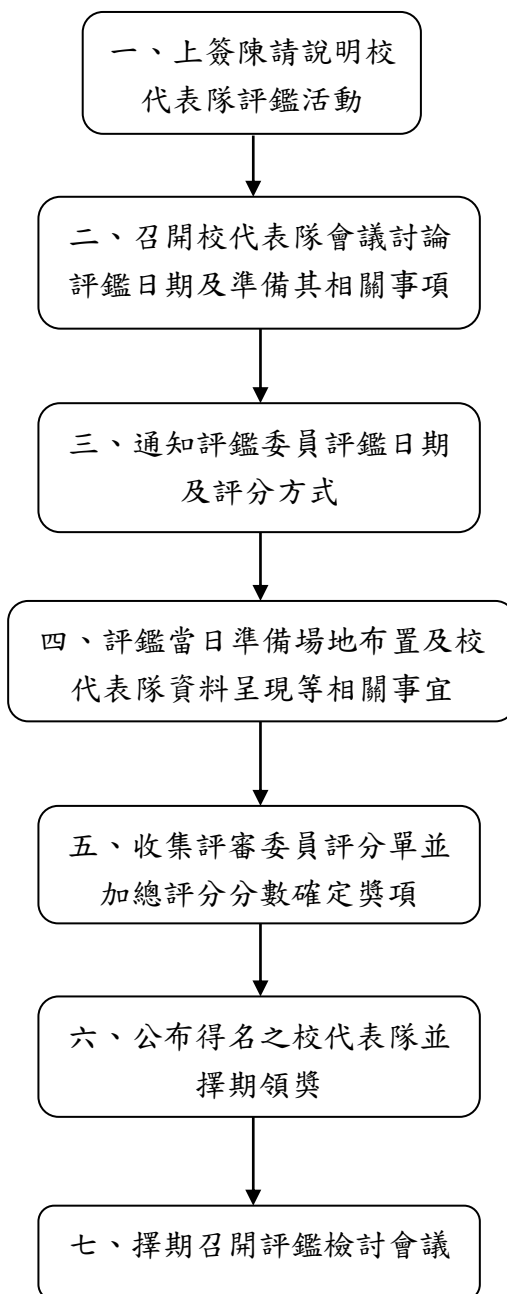 一、上簽陳請說明校
代表隊評鑑活動
二、召開校代表隊會議討論
評鑑日期及準備其相關事項
三、通知評鑑委員評鑑日期
及評分方式
四、評鑑當日準備場地布置及校
代表隊資料呈現等相關事宜
五、收集評審委員評分單並
加總評分分數確定獎項
六、公布得名之校代表隊並
擇期領獎
七、擇期召開評鑑檢討會議